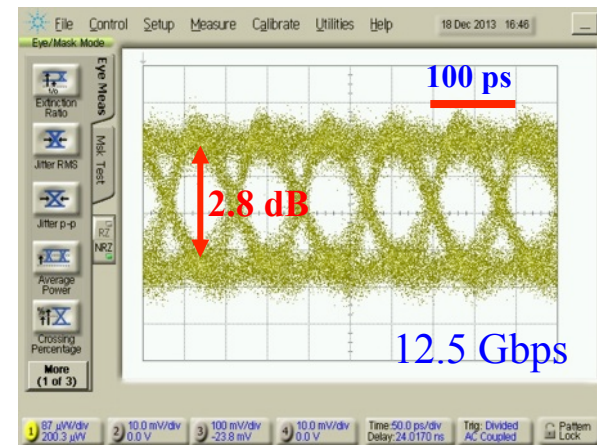 File Control Setup Measure Calibrate Utilities Help 18 Dec 2013 16:46
Eye/Mask Mode
Extinction
Ratio
Jitter RMS
Jitter p-p
Average
Power
Crossing
Percentage
More
(1 of 3)
Eye Meas
Msk Test
RZ
NRZ
100 ps
2.8 dB
12.5 Gbps
1) 87 µW/div
200.3 µW
2) 10.0 mV/div
0.0 V
3) 100 mV/div
-23.8 mV
4) 10.0 mV/div
0.0 V
Time:50.0 ps/div
Delay:24.0170 ns
Trig: Divided
AC Coupled
Pattern
Lock